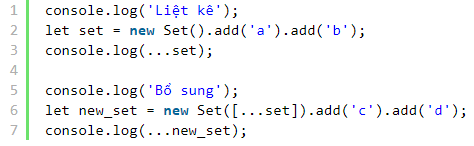 1 console.log('Liệt kê');
2 let set = new Set().add('a').add('b');
3 console.log(...set);
4
5 console.log('Bổ sung');
6 let new_set = new Set([...set]).add('c').add('d');
7 console.log(...new_set);